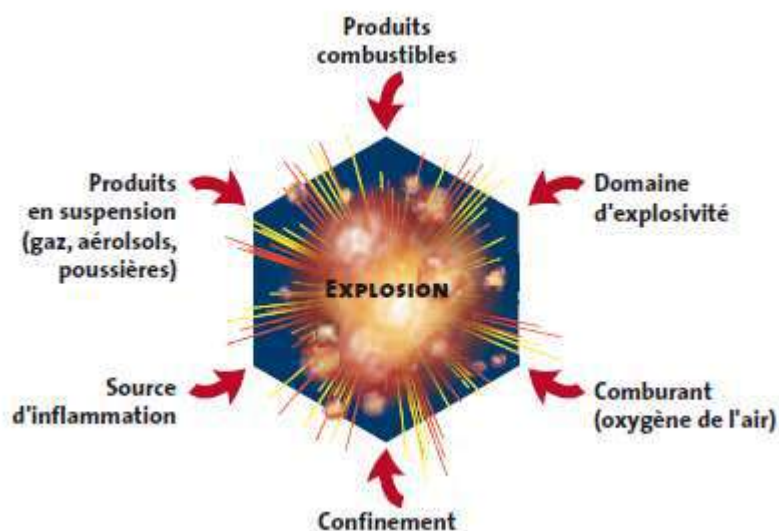 Produits
combustibles
Produits
en suspension
(gaz, aérolsols,
poussières)
Domaine
d'explosivité
EXPLOSION
Source
d'inflammation
Comburant
(oxygène de l'air)
Confinement